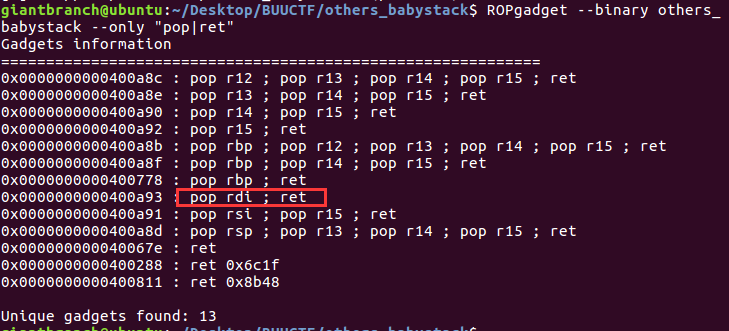 giantbranch@ubuntu:~/Desktop/BUUCTF/others_babystack$ ROPgadget --binary others_
babystack --only "pop|ret"
Gadgets information
============================================================
0x0000000000400a8c : pop r12 ; pop r13 ; pop r14 ; pop r15 ; ret
0x0000000000400a8e : pop r13 ; pop r14 ; pop r15 ; ret
0x0000000000400a90 : pop r14 ; pop r15 ; ret
0x0000000000400a92 : pop r15 ; ret
0x0000000000400a8b : pop rbp ; pop r12 ; pop r13 ; pop r14 ; pop r15 ; ret
0x0000000000400a8f : pop rbp ; pop r14 ; pop r15 ; ret
0x0000000000400778 : pop rbp ; ret
0x0000000000400a93 : pop rdi ; ret
0x0000000000400a91 : pop rsi ; pop r15 ; ret
0x0000000000400a8d : pop rsp ; pop r13 ; pop r14 ; pop r15 ; ret
0x000000000040067e : ret
0x0000000000400288 : ret 0x6c1f
0x0000000000400811 : ret 0x8b48

Unique gadgets found: 13
giantbranch@ubuntu:~/Desktop/BUUCTF/others_babystack$